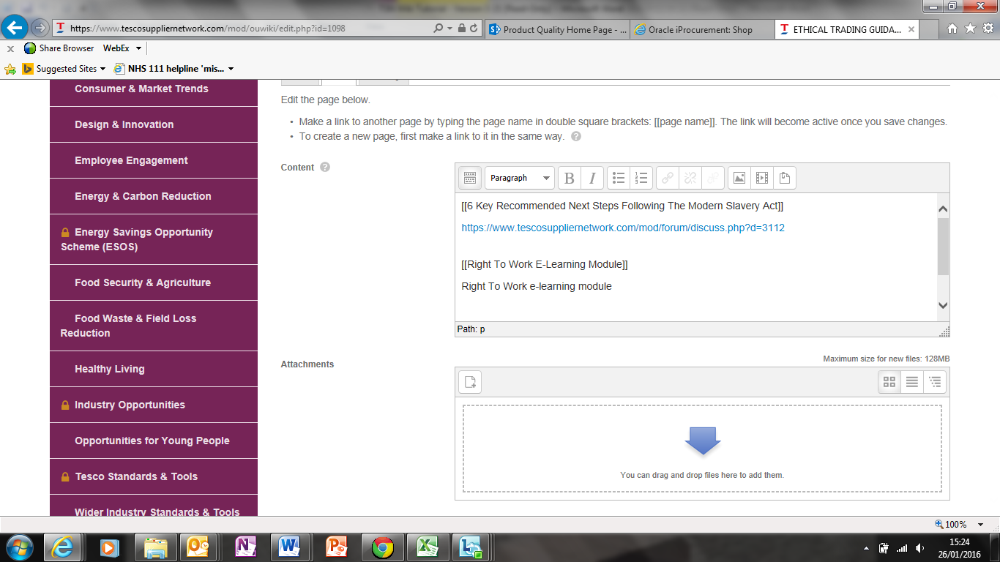 https://www.tescosuppliernetwork.com/mod/ouwiki/edit.php?id=1098
Product Quality Home Page - ...
Oracle iProcurement: Shop
ETHICAL TRADING GUIDA...
x Share Browser WebEx
Suggested Sites NHS 111 helpline 'mis...
Consumer & Market Trends
Design & Innovation
Employee Engagement
Energy & Carbon Reduction
Energy Savings Opportunity
Scheme (ESOS)
Food Security & Agriculture
Food Waste & Field Loss
Reduction
Healthy Living
Industry Opportunities
Opportunities for Young People
Tesco Standards & Tools
Wider Industry Standards & Tools
Edit the page below.
• Make a link to another page by typing the page name in double square brackets: [[page name]]. The link will become active once you save changes.
• To create a new page, first make a link to it in the same way.
Content
Paragraph
B I
[[6 Key Recommended Next Steps Following The Modern Slavery Act]]
https://www.tescosuppliernetwork.com/mod/forum/discuss.php?d=3112
[[Right To Work E-Learning Module]]
Right To Work e-learning module
Path: p
Attachments
Maximum size for new files: 128MB
You can drag and drop files here to add them.
100%
15:24
26/01/2016